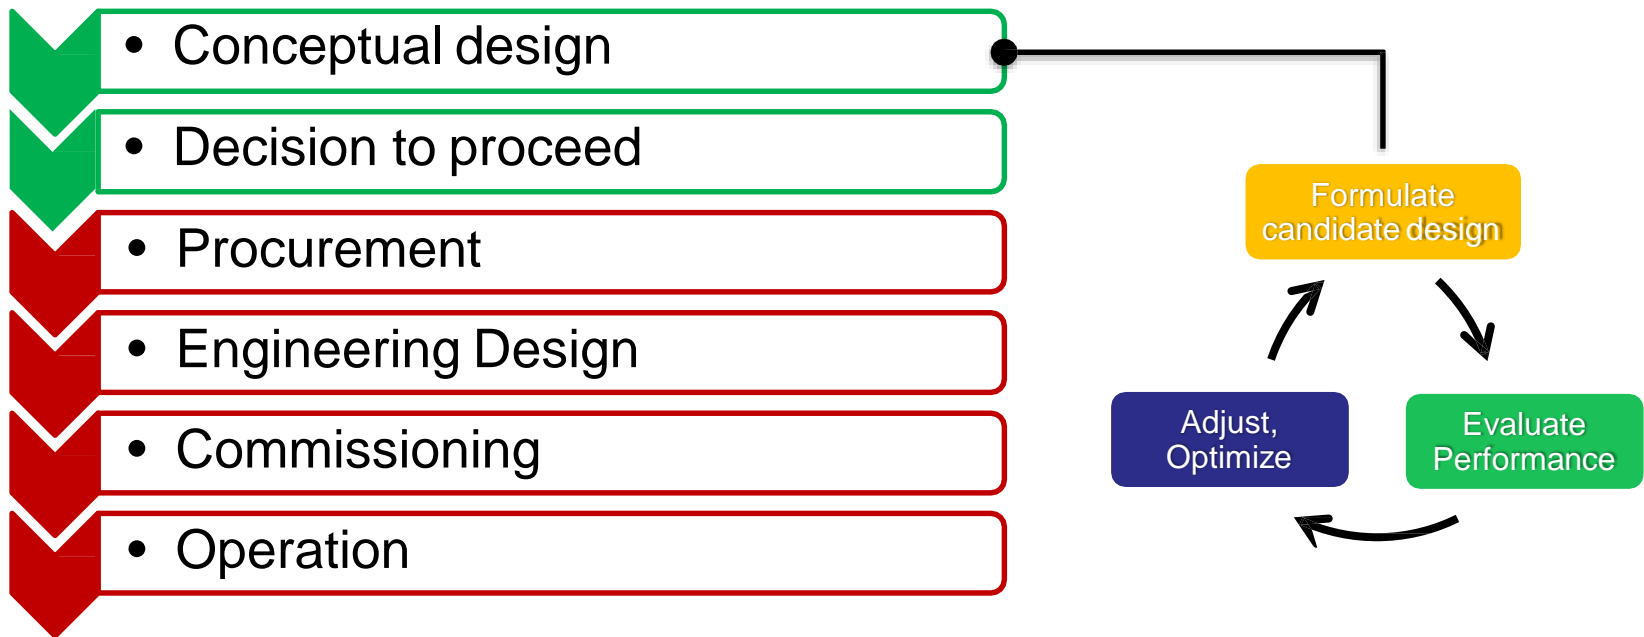 • Conceptual design
• Decision to proceed
• Procurement
• Engineering Design
• Commissioning
• Operation
Formulate
candidate design
Adjust,
Optimize
Evaluate
Performance